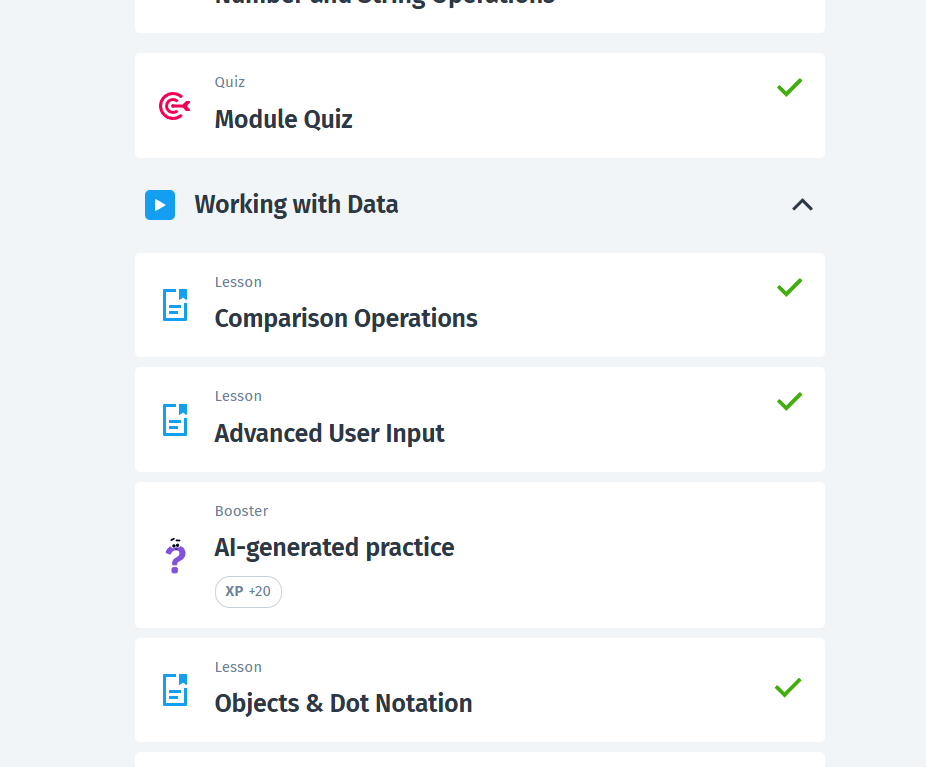 Number and String Operations
Quiz
Module Quiz
Working with Data
Lesson
Comparison Operations
Lesson
Advanced User Input
Booster
AI-generated practice
XP +20
Lesson
Objects & Dot Notation